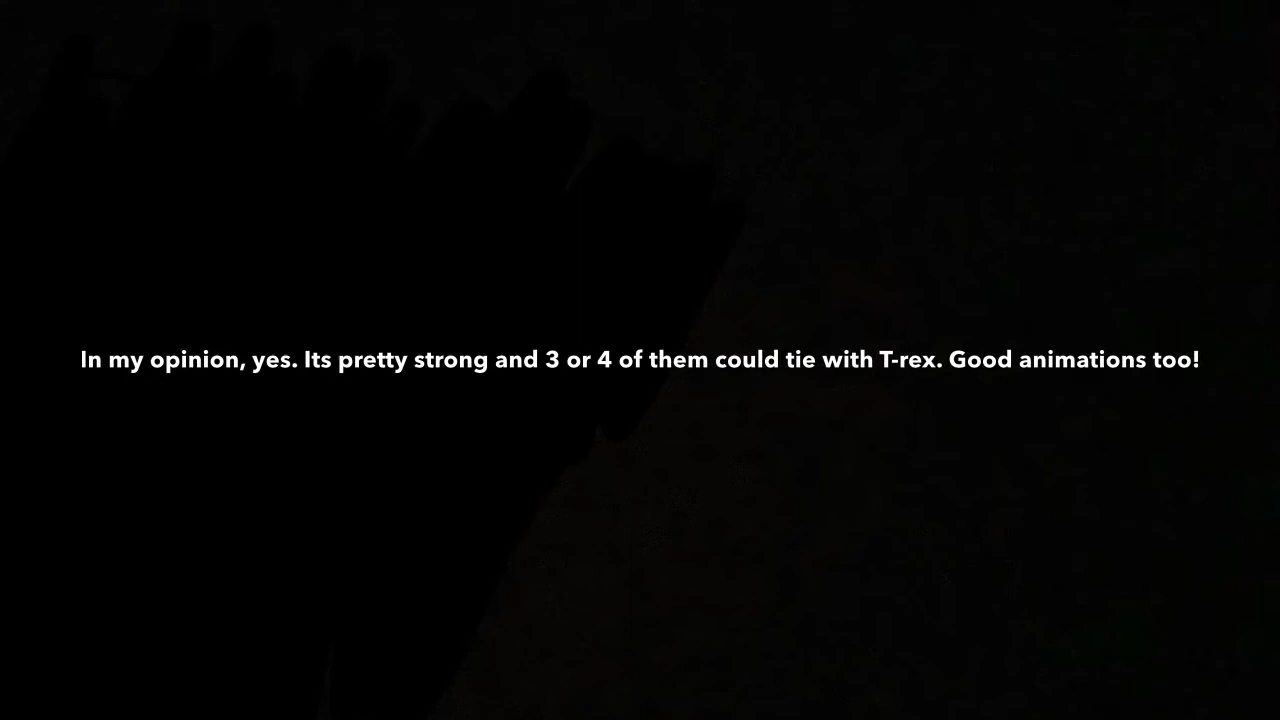 In my opinion, yes. Its pretty strong and 3 or 4 of them could tie with T-rex. Good animations too!